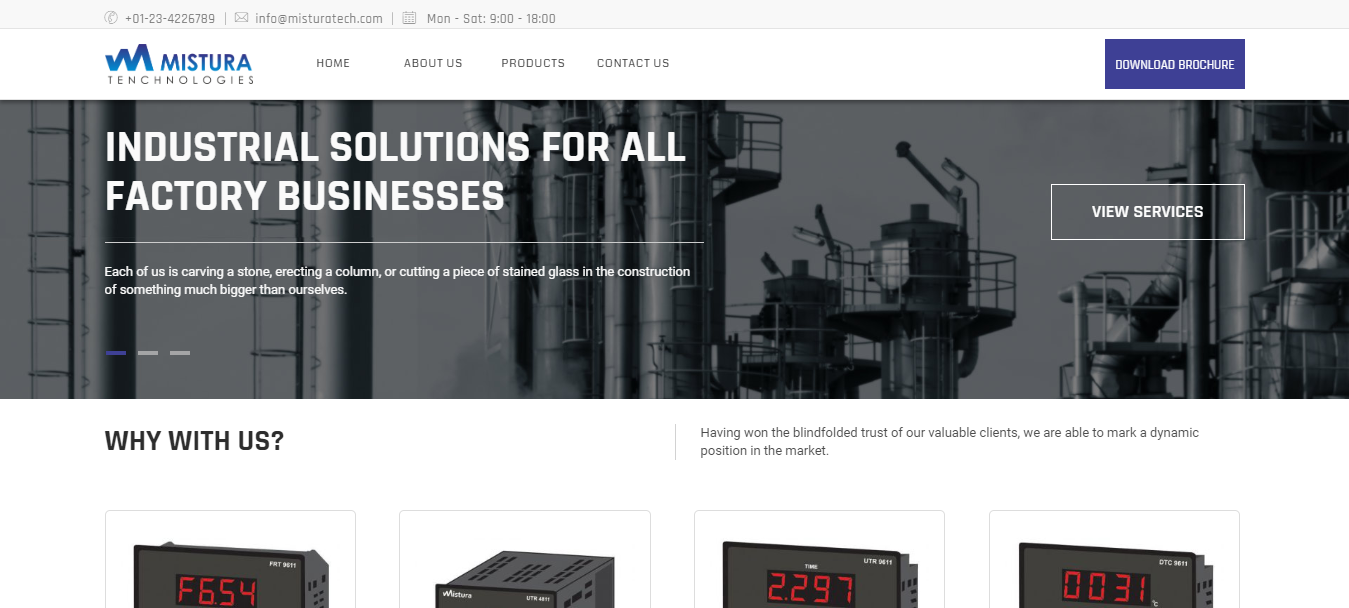 +01-23-4226789 info@misturatech.com Mon - Sat: 9:00 - 18:00
MISTURA
TENCHNOLOGIES
HOME ABOUT US PRODUCTS CONTACT US
DOWNLOAD BROCHURE
INDUSTRIAL SOLUTIONS FOR ALL
FACTORY BUSINESSES
VIEW SERVICES
Each of us is carving a stone, erecting a column, or cutting a piece of stained glass in the construction
of something much bigger than ourselves.
WHY WITH US?
Having won the blindfolded trust of our valuable clients, we are able to mark a dynamic
position in the market.
FRT 9611
F654
Mistura
UTR 4811
TIME
UTR 9611
2.297
DTC 9611
0031
°C